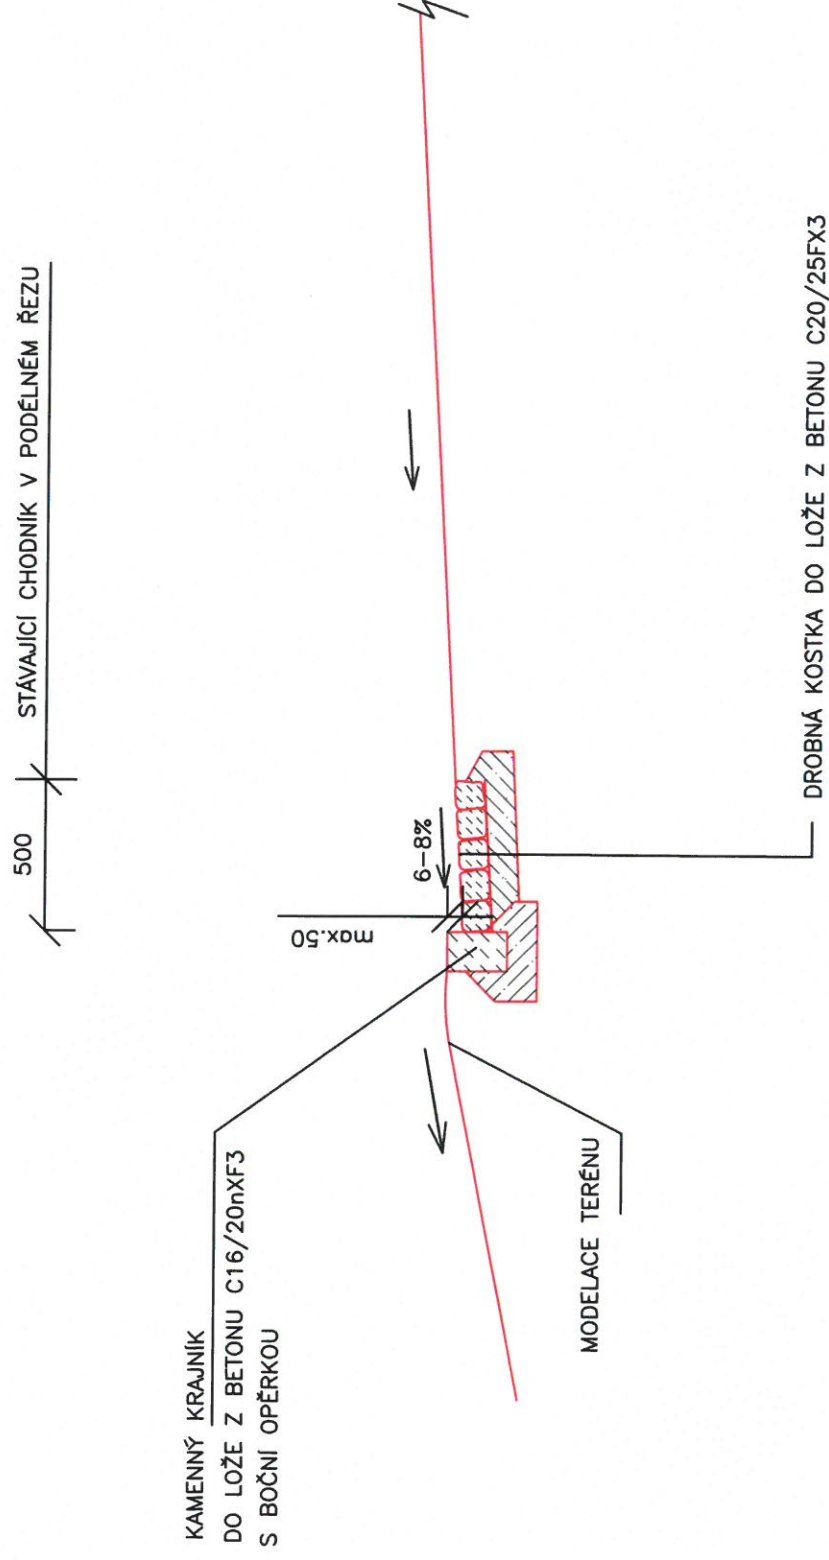 500
STÁVAJÍCÍ CHODNÍK V PODÉLNÉM ŘEZU
KAMENNÝ KRAJNÍK
DO LOŽE Z BETONU C16/20nXF3
S BOČNÍ OPĚRKOU
max.50
6-8%
MODELACE TERÉNU
DROBNÁ KOSTKA DO LOŽE Z BETONU C20/25FX3